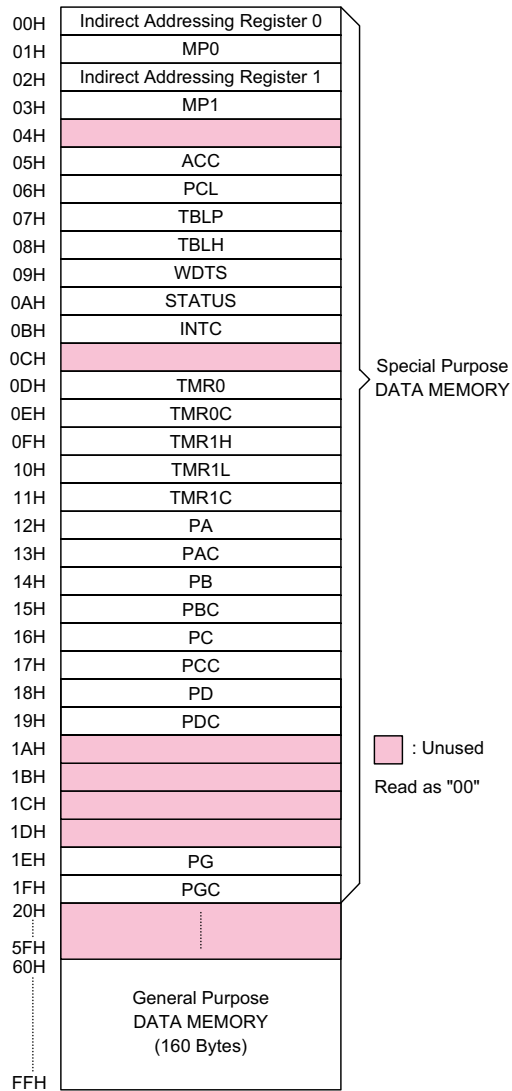 00H Indirect Addressing Register 0
01H MP0
02H Indirect Addressing Register 1
03H MP1
04H
05H ACC
06H PCL
07H TBLP
08H TBLH
09H WDTS
0AH STATUS
0BH INTC
0CH
0DH TMR0
0EH TMR0C
0FH TMR1H
10H TMR1L
11H TMR1C
12H PA
13H PAC
14H PB
15H PBC
16H PC
17H PCC
18H PD
19H PDC
1AH
1BH
1CH
1DH
1EH PG
1FH PGC
20H
5FH
60H
General Purpose
DATA MEMORY
(160 Bytes)
FFH
Special Purpose
DATA MEMORY
: Unused
Read as "00"